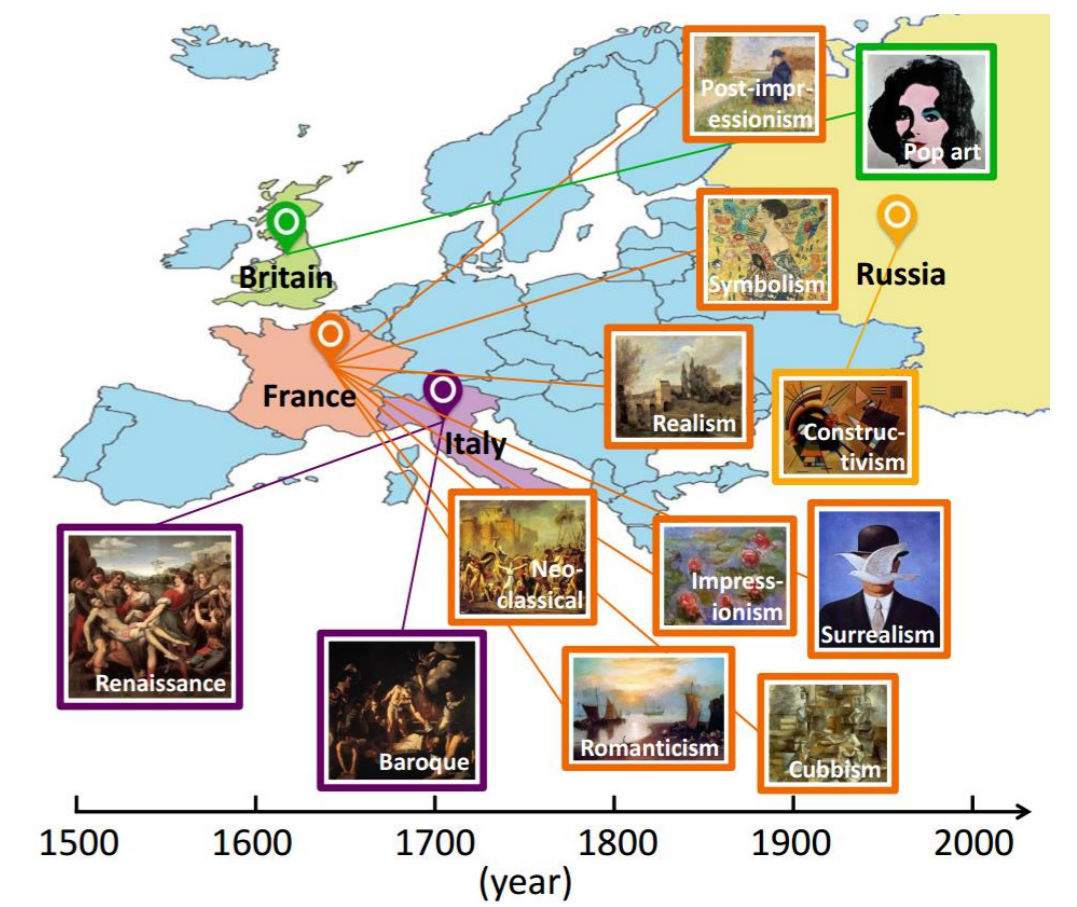 Post-impr-
essionism
Pop art
Britain
Symbolism
Russia
France
Realism
Construc-
tivism
Italy
Neo-
classical
Impress-
ionism
Surrealism
Renaissance
Baroque
Romanticism
Cubbism
1500 1600 1700 1800 1900 2000
(year)